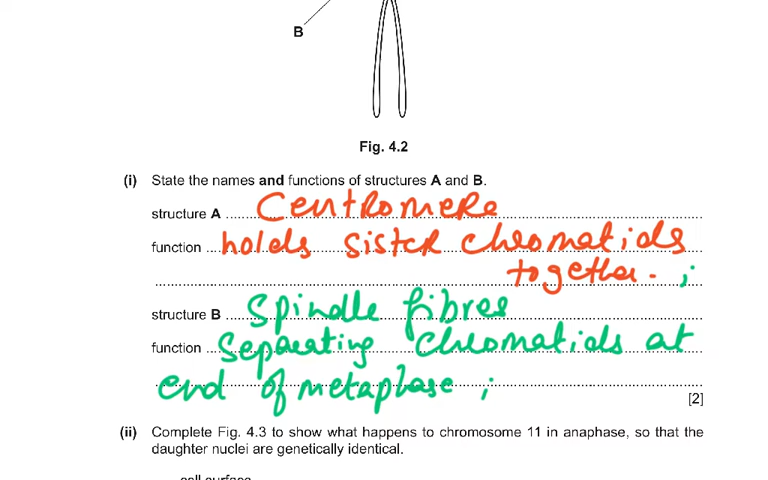 B
Fig. 4.2
(i) State the names and functions of structures A and B.
structure A Centromere
function holds sister chromatids
together. ;
structure B Spindle fibres
function Separating chromatids at
end of metaphase ;
[2]
(ii) Complete Fig. 4.3 to show what happens to chromosome 11 in anaphase, so that the
daughter nuclei are genetically identical.
cell surface